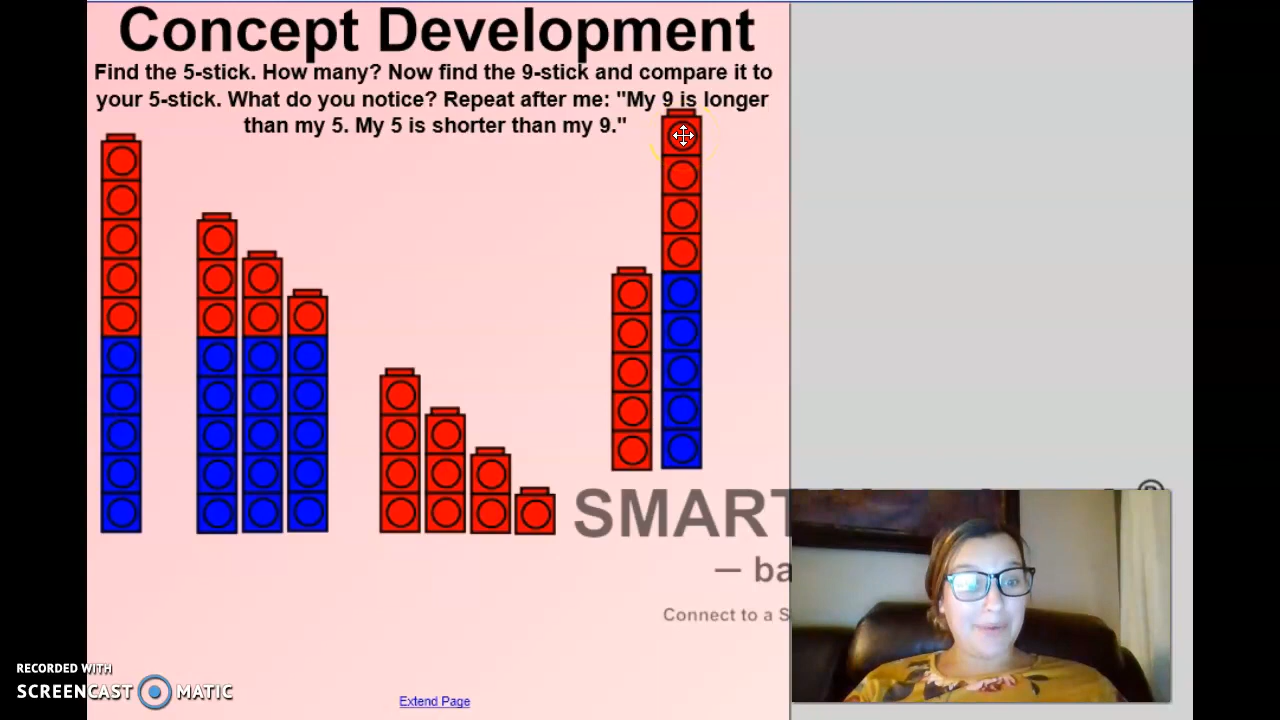 Concept Development
Find the 5-stick. How many? Now find the 9-stick and compare it to
your 5-stick. What do you notice? Repeat after me: "My 9 is longer
than my 5. My 5 is shorter than my 9."
SMART
®
— ba
Connect to a S
RECORDED WITH
SCREENCAST MATIC
Extend Page